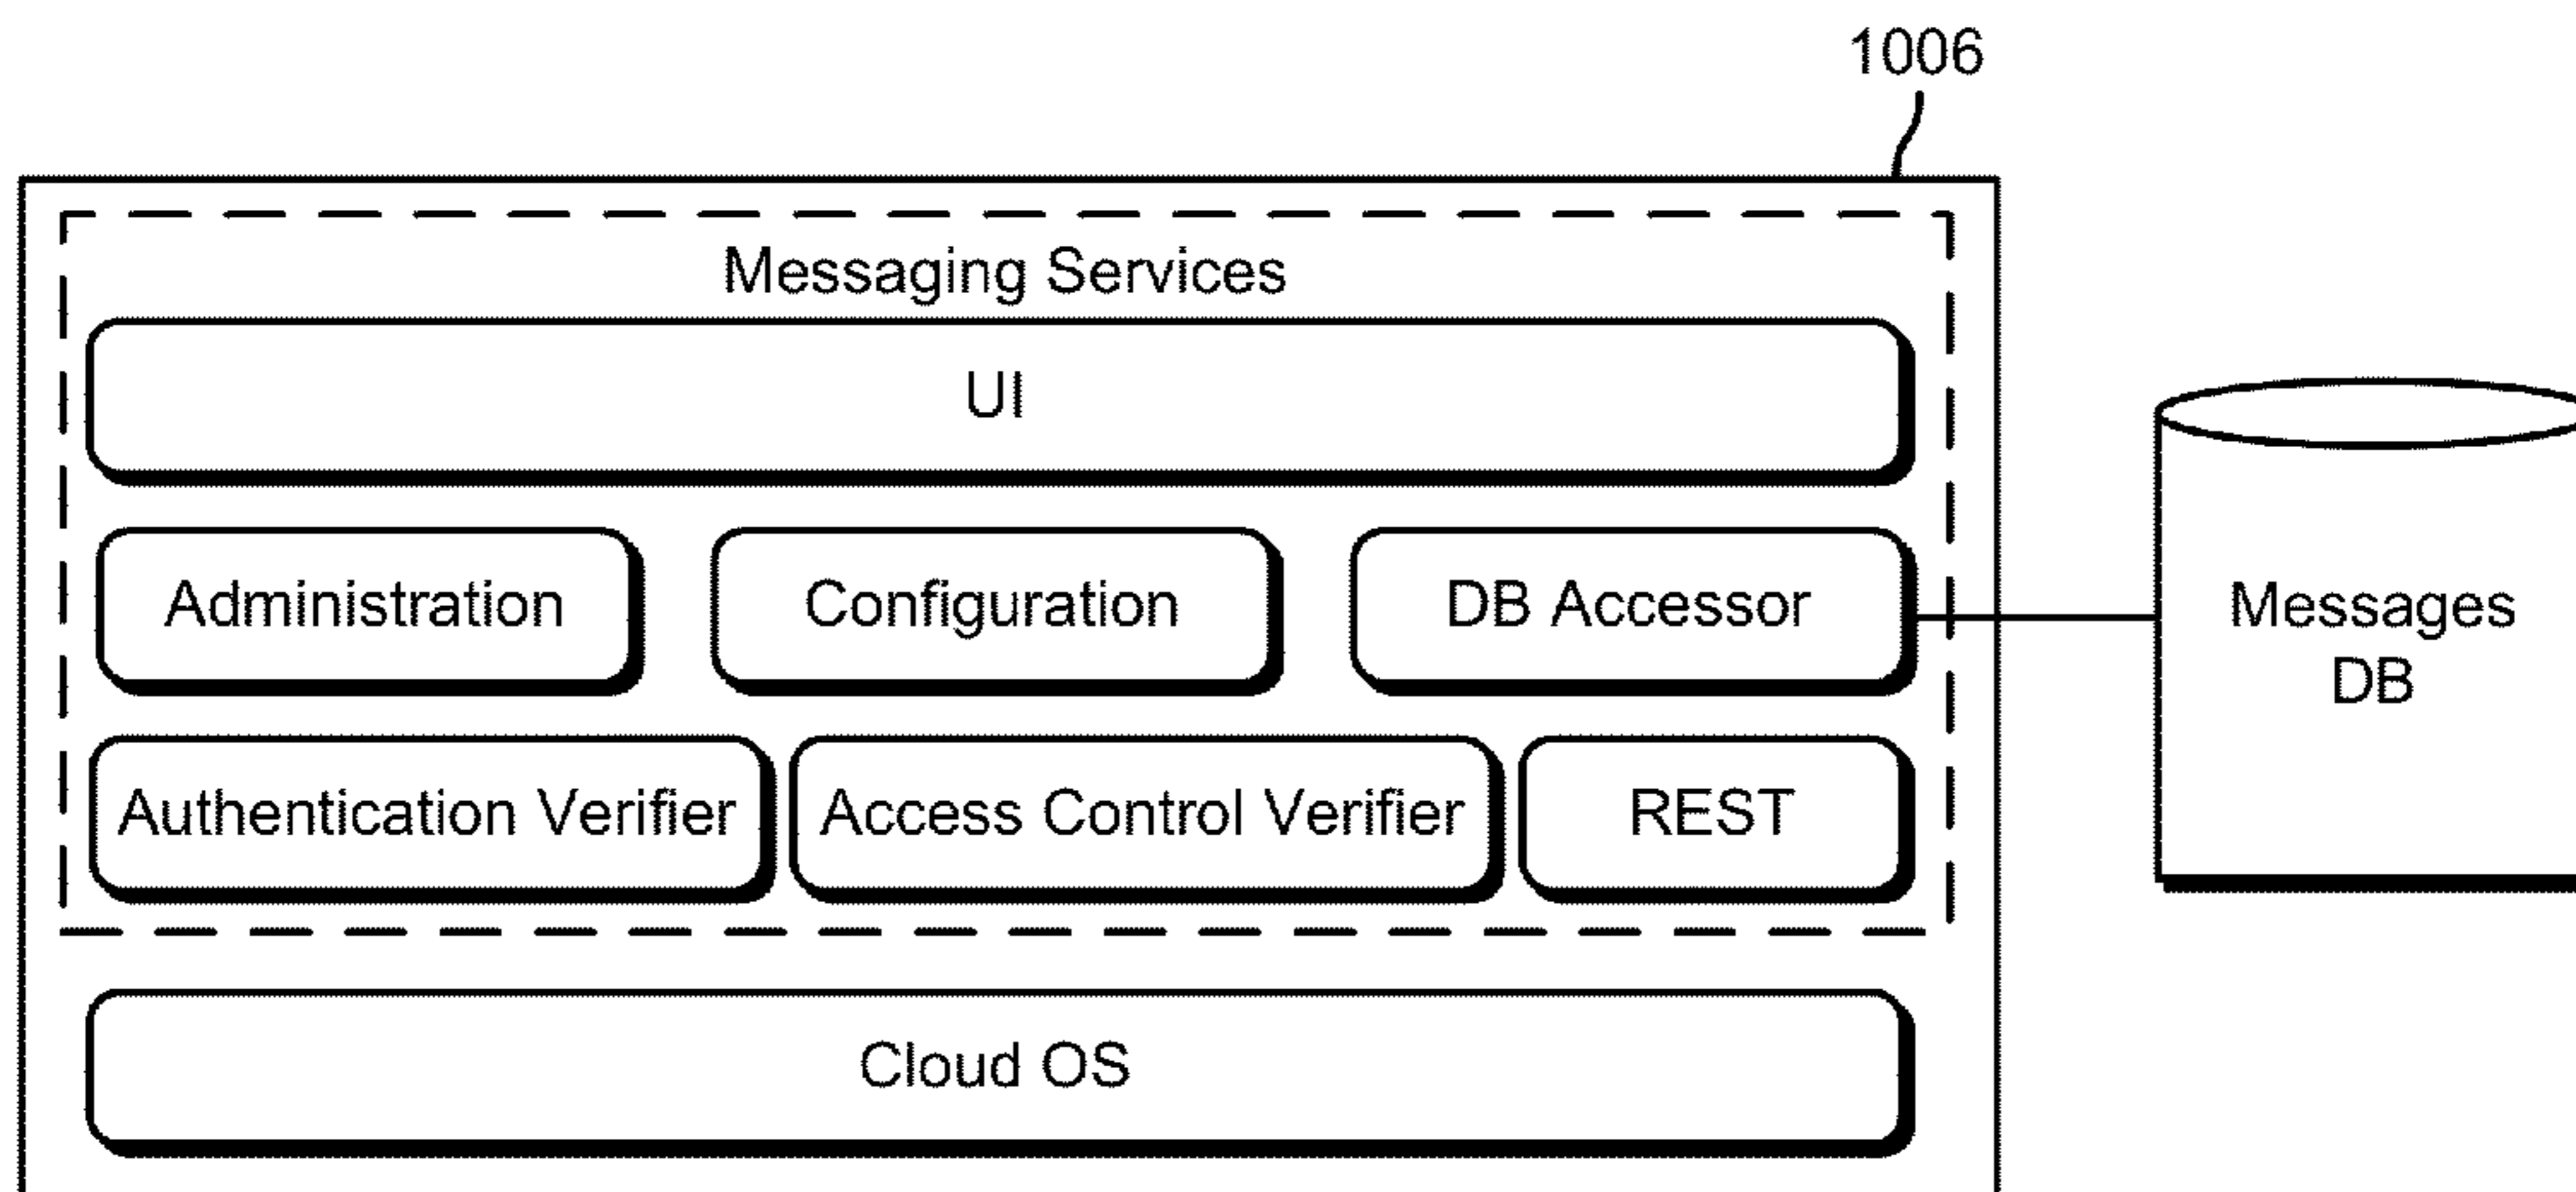 1006
Messaging Services
UI
Administration
Configuration
DB Accessor
Messages
DB
Authentication Verifier
Access Control Verifier
REST
Cloud OS